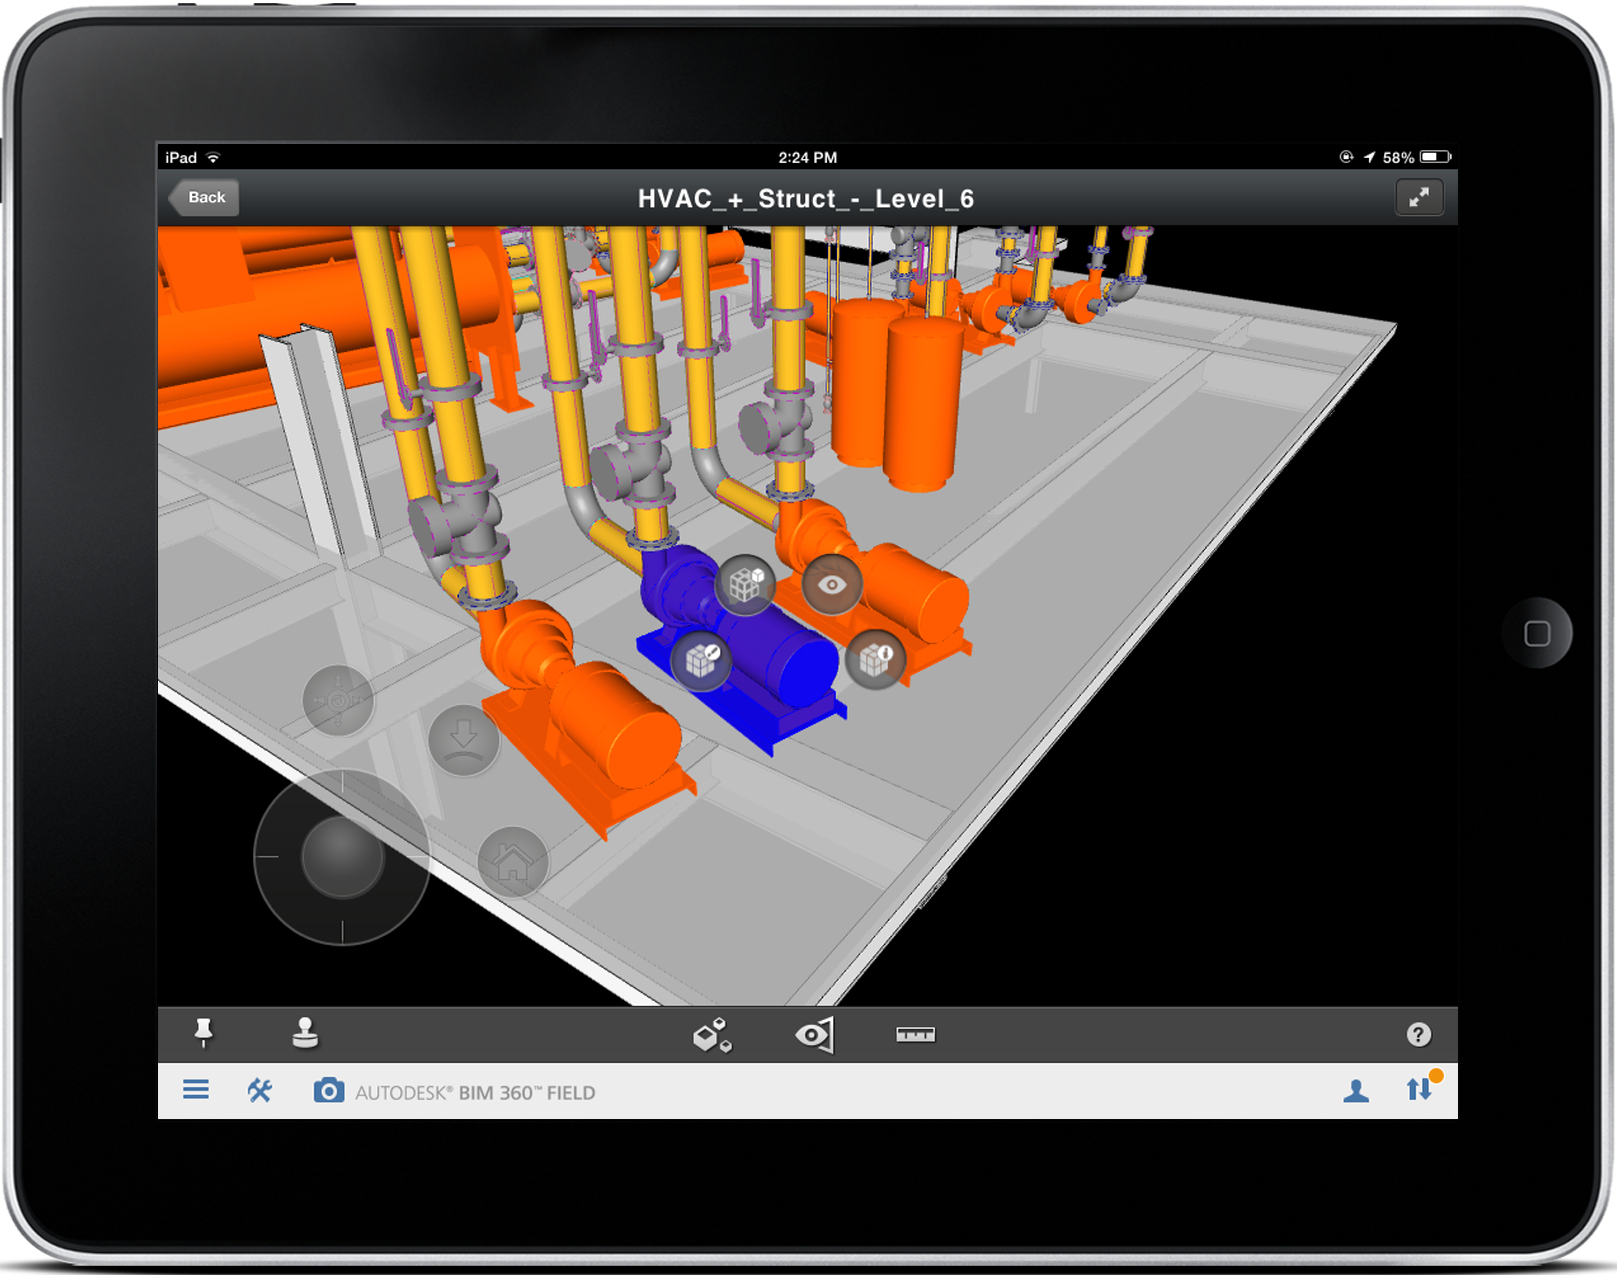 iPad
2:24 PM
58%
Back
HVAC_+_Struct_-_Level_6
?
AUTODESK® BIM 360™ FIELD